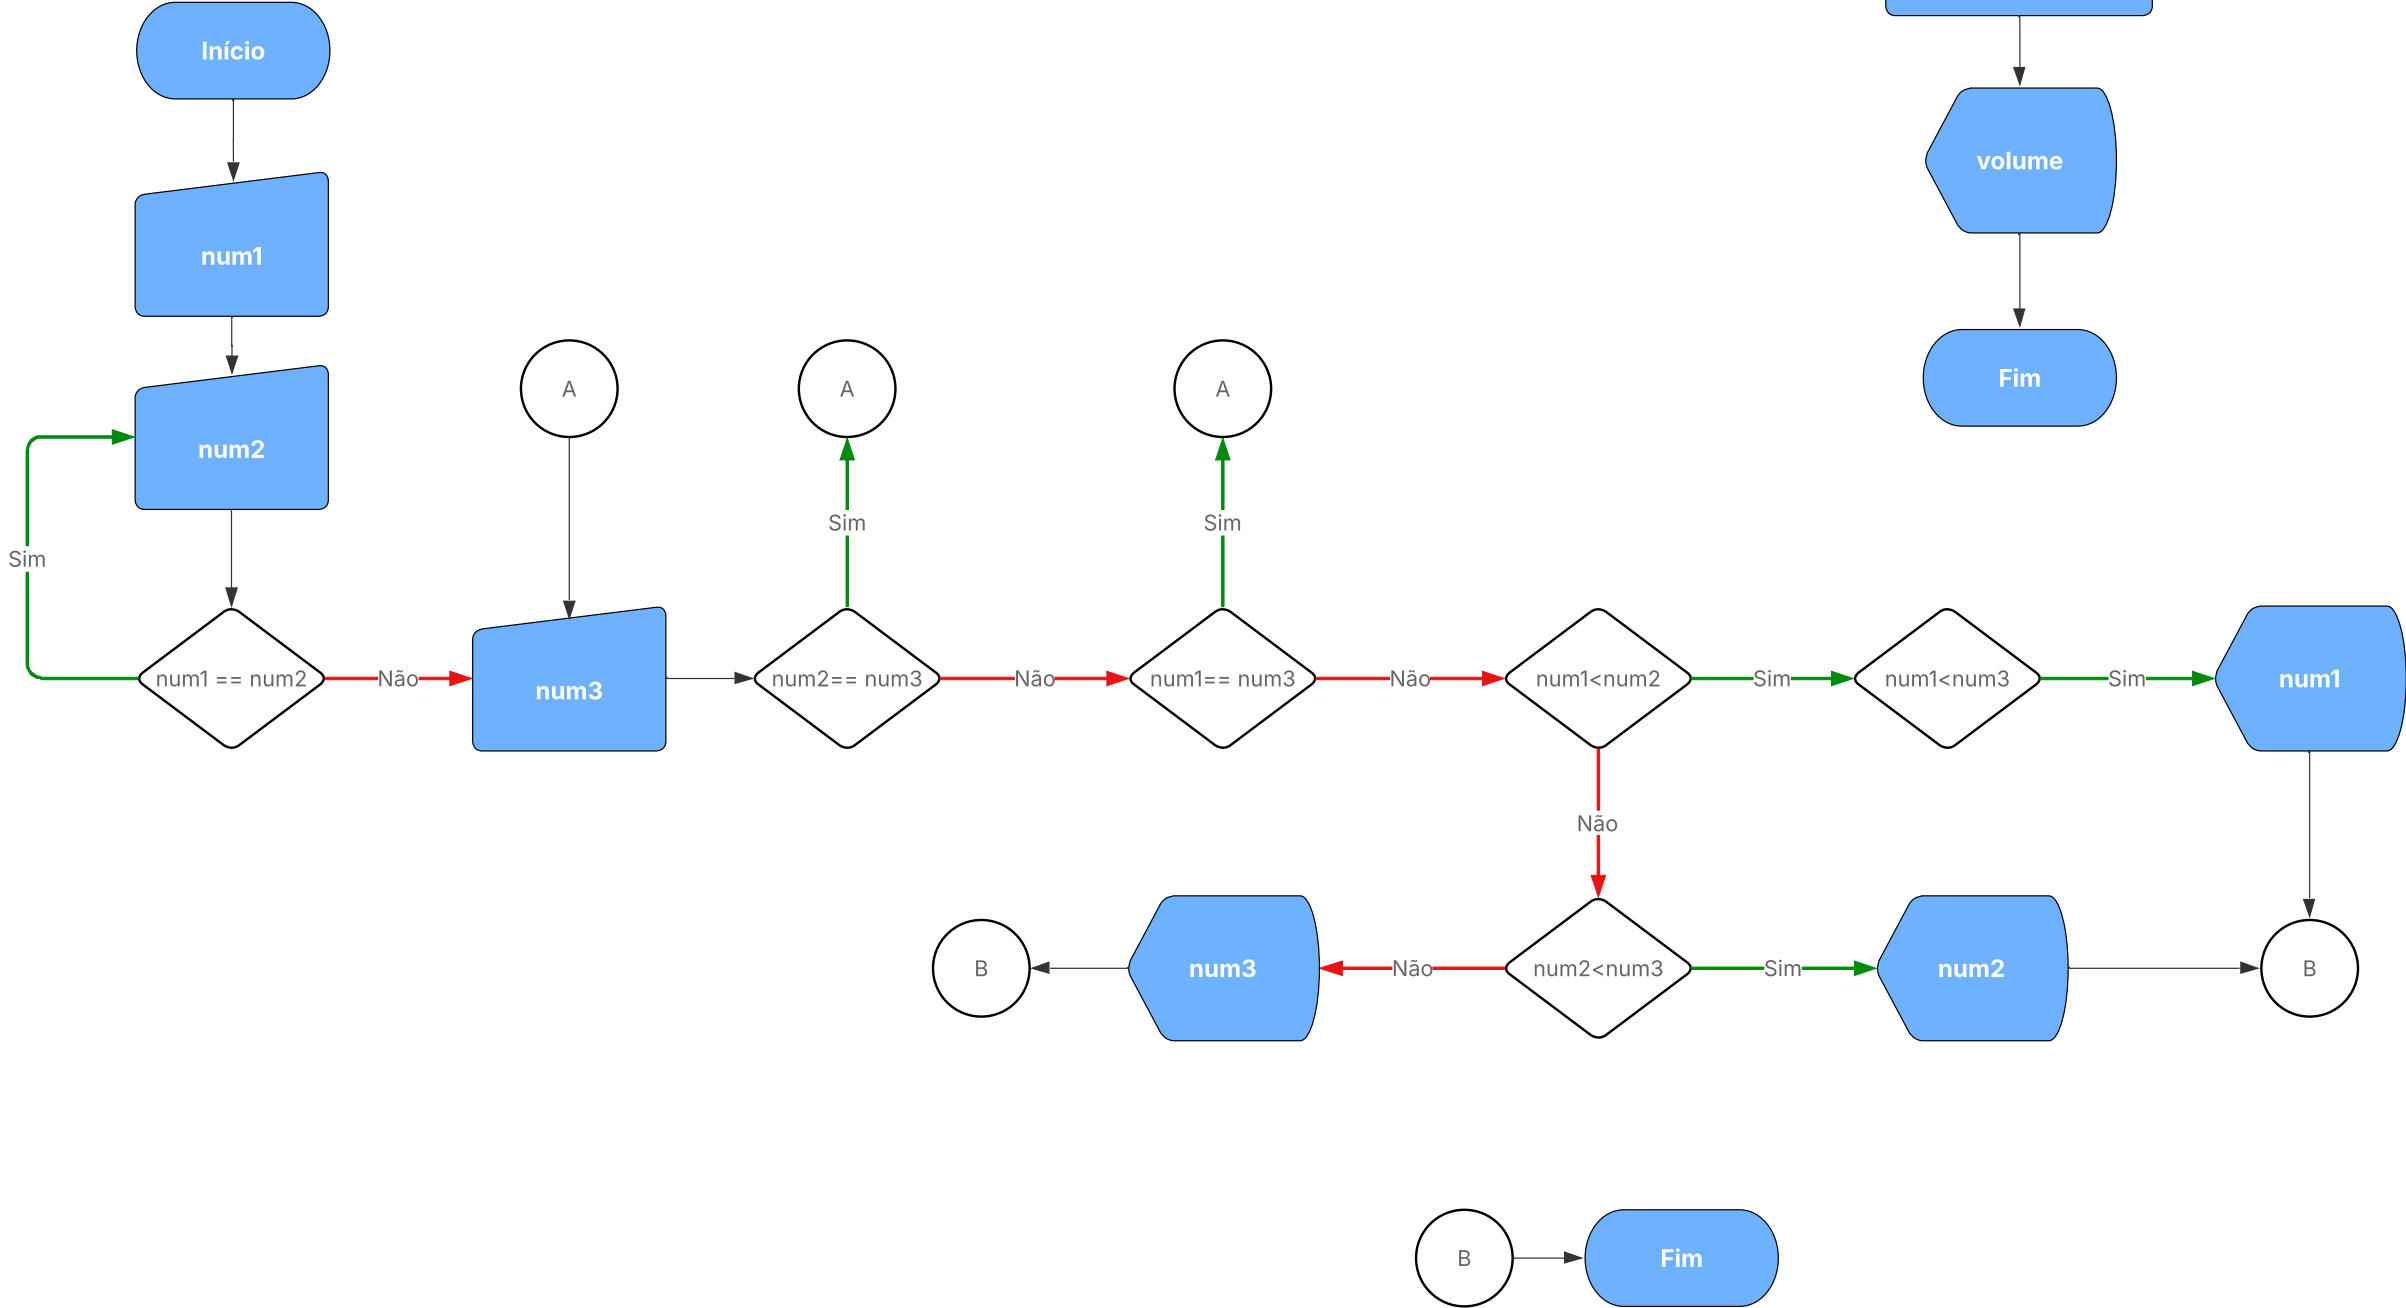 Início
num1
num2
Sim
num1 == num2
Não
A
num3
A
Sim
num2== num3
Não
A
Sim
num1== num3
Não
num1<num2
Sim
num1<num3
Sim
num1
Não
num2<num3
Não
num3
B
Sim
num2
B
B
Fim
volume
Fim